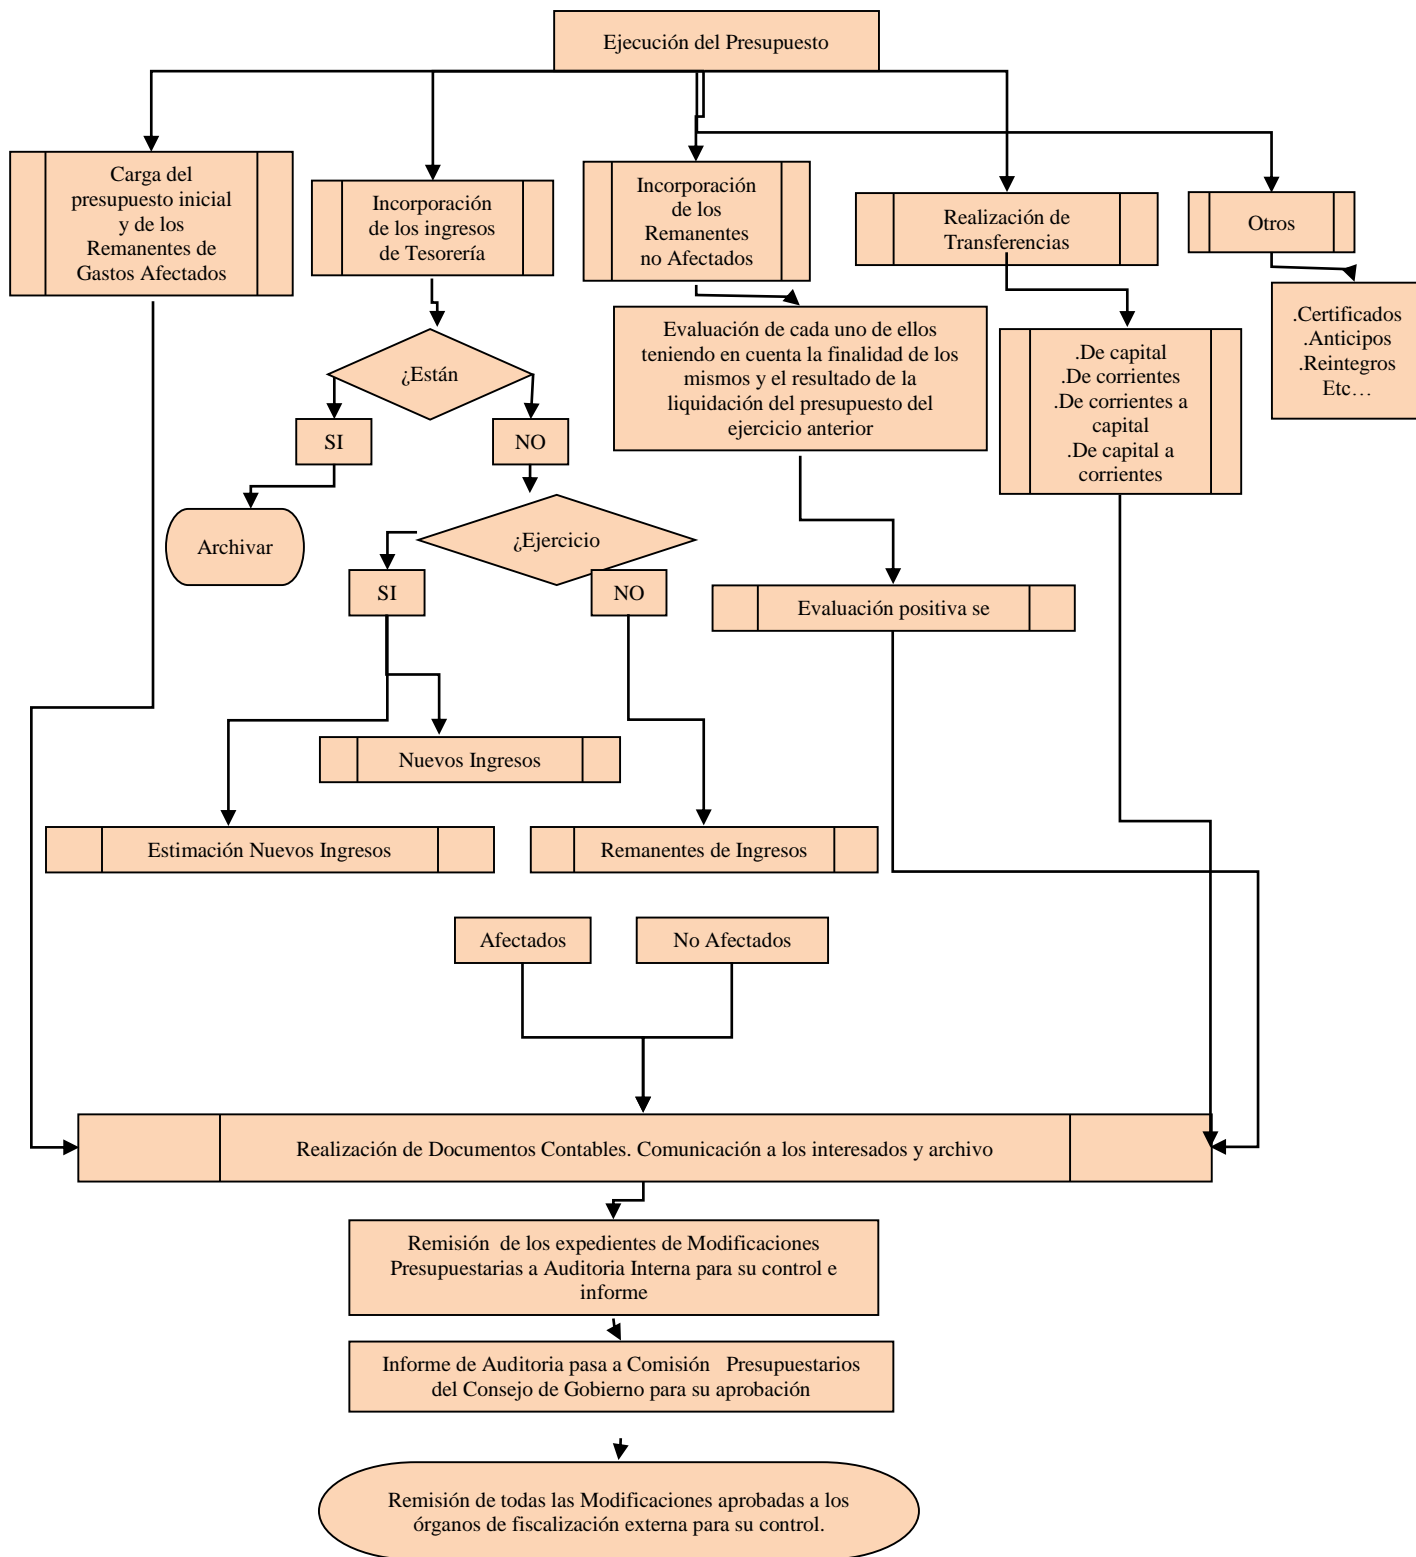 Ejecución del Presupuesto
Carga del
presupuesto inicial
y de los
Remanentes de
Gastos Afectados
Incorporación
de los ingresos
de Tesorería
Incorporación
de los
Remanentes
no Afectados
Realización de
Transferencias
Otros
.Certificados
.Anticipos
.Reintegros
Etc…
Evaluación de cada uno de ellos
teniendo en cuenta la finalidad de los
mismos y el resultado de la
liquidación del presupuesto del
ejercicio anterior
.De capital
.De corrientes
.De corrientes a
capital
.De capital a
corrientes
¿Están
SI
NO
Archivar
¿Ejercicio
SI
NO
Evaluación positiva se
Nuevos Ingresos
Estimación Nuevos Ingresos
Remanentes de Ingresos
Afectados
No Afectados
Realización de Documentos Contables. Comunicación a los interesados y archivo
Remisión de los expedientes de Modificaciones
Presupuestarias a Auditoria Interna para su control e
informe
Informe de Auditoria pasa a Comisión Presupuestarios
del Consejo de Gobierno para su aprobación
Remisión de todas las Modificaciones aprobadas a los
órganos de fiscalización externa para su control.